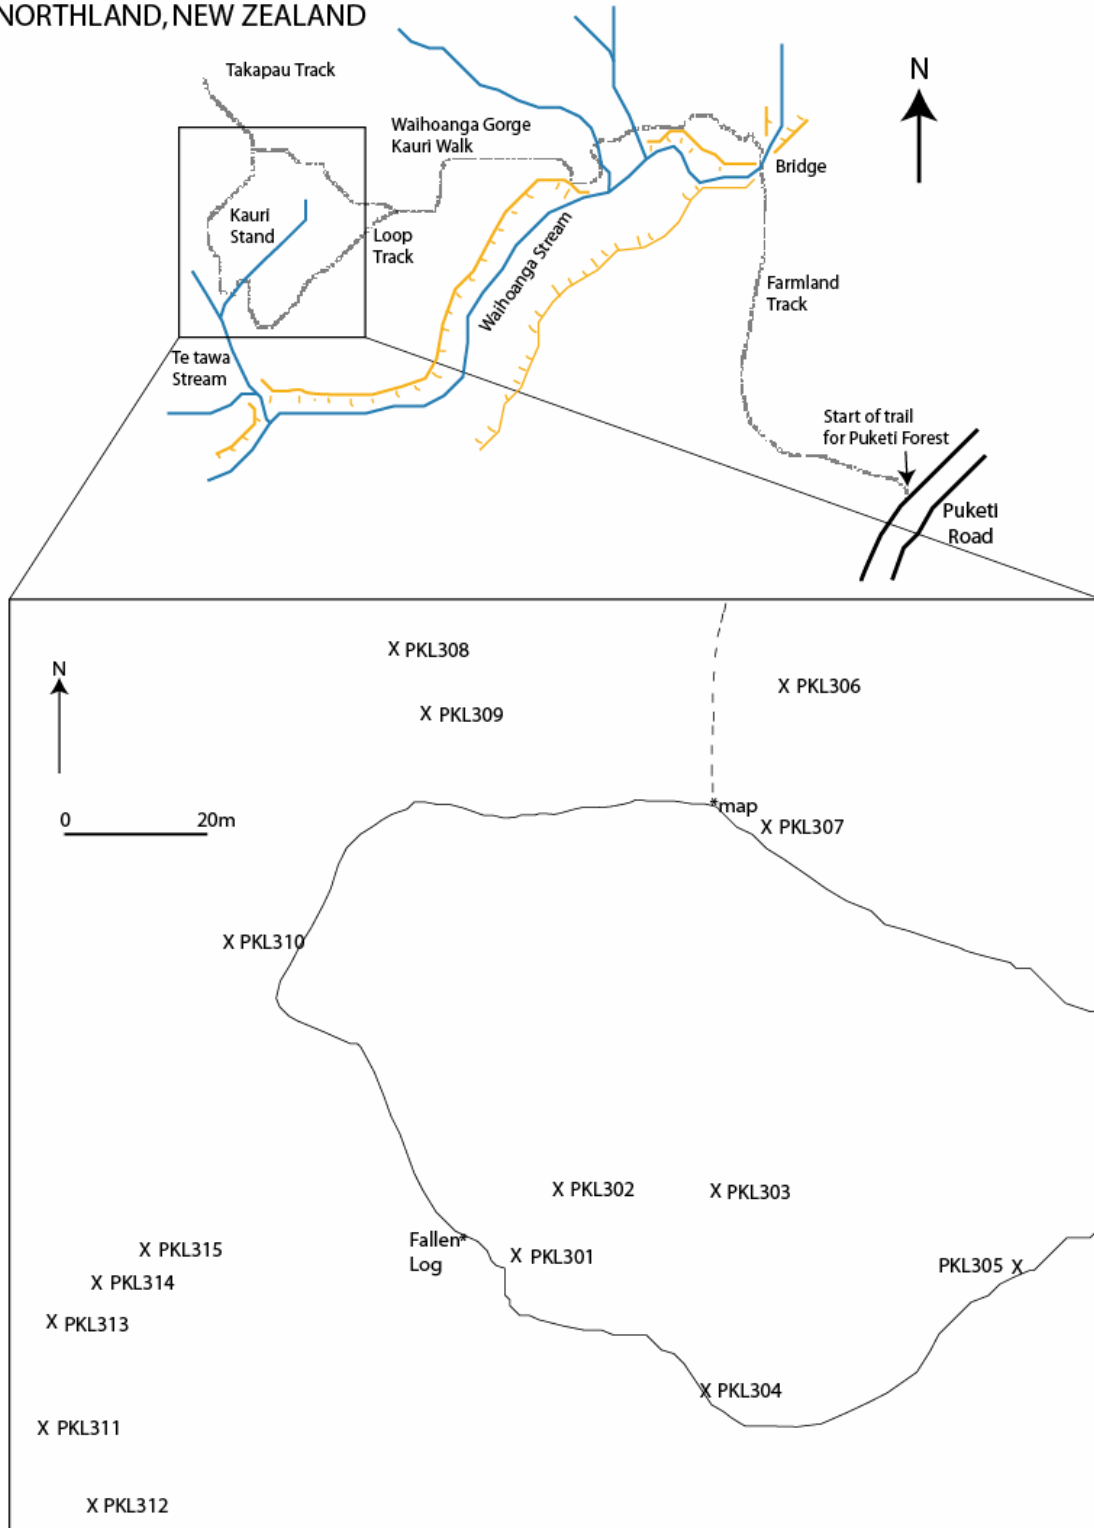 NORTHLAND, NEW ZEALAND
Takapau Track
N
Waihoanga Gorge
Kauri Walk
Bridge
Kauri
Stand
Loop
Track
Waihoanga Stream
Farmland
Track
Te tawa
Stream
Start of trail
for Puketi Forest
Puketi
Road
X PKL308
N
X PKL306
X PKL309
0 20m
*map
X PKL307
X PKL310
X PKL302
X PKL303
Fallen*
Log
X PKL301
X PKL315
PKL305 X
X PKL314
X PKL313
X PKL304
X PKL311
X PKL312